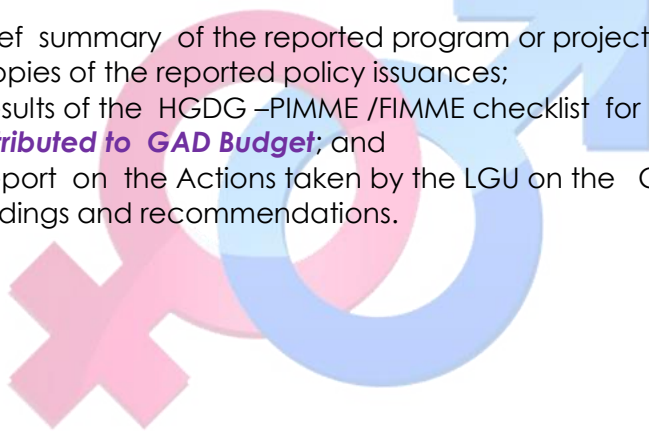 ef summary of the reported program or project
opies of the reported policy issuances;
sults of the HGDG –PIMME /FIMME checklist for
tributed to GAD Budget; and
port on the Actions taken by the LGU on the
dings and recommendations.